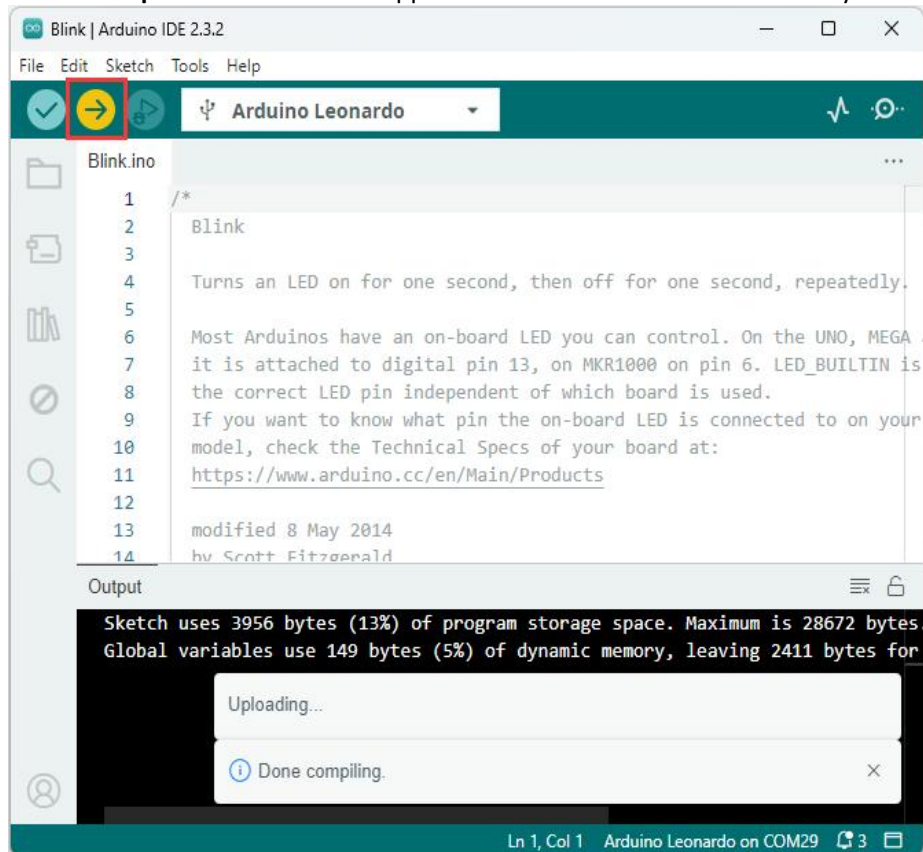 Blink | Arduino IDE 2.3.2
File Edit Sketch Tools Help
Arduino Leonardo
Blink.ino
1 /*
2 Blink
3
4 Turns an LED on for one second, then off for one second, repeatedly.
5
6 Most Arduinos have an on-board LED you can control. On the UNO, MEGA
7 it is attached to digital pin 13, on MKR1000 on pin 6. LED_BUILTIN is
8 the correct LED pin independent of which board is used.
9 If you want to know what pin the on-board LED is connected to on your
10 model, check the Technical Specs of your board at:
11 https://www.arduino.cc/en/Main/Products
12
13 modified 8 May 2014
14 by Scott Fitzgerald
Output
Sketch uses 3956 bytes (13%) of program storage space. Maximum is 28672 bytes.
Global variables use 149 bytes (5%) of dynamic memory, leaving 2411 bytes for
Uploading...
Done compiling.
Ln 1, Col 1 Arduino Leonardo on COM29 3